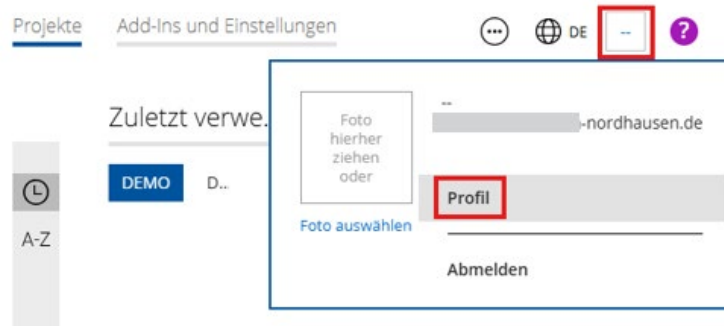 Projekte Add-Ins und Einstellungen DE -- ?
Zuletzt verwe..
DEMO D..
A-Z
Foto
hierher
ziehen
oder
Foto auswählen
--
-nordhausen.de
Profil
Abmelden